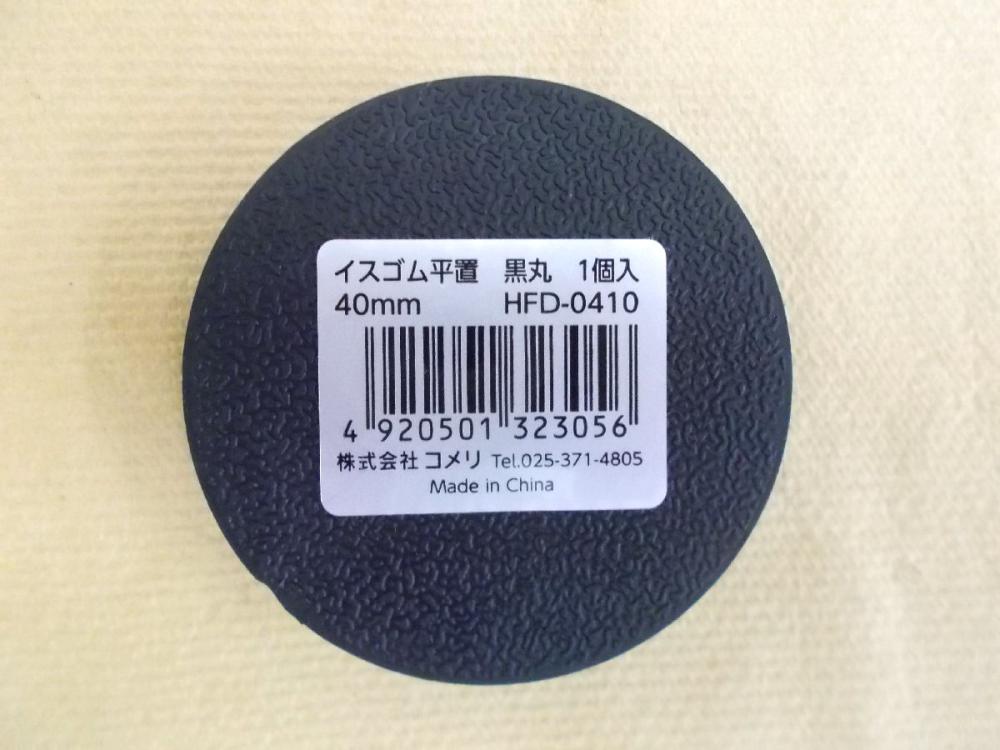 イスゴム平置　黒丸　1個入
40mm HFD-0410
4 920501 323056
株式会社 コメリ Tel.025-371-4805
Made in China